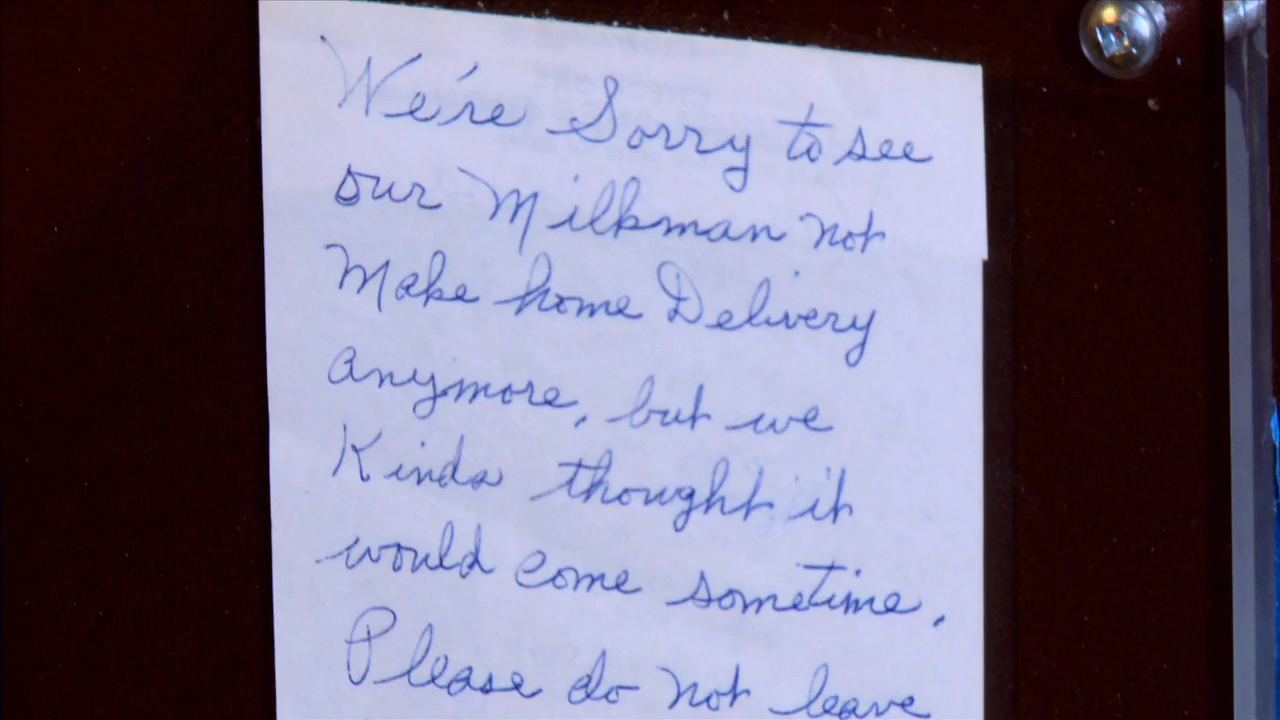 We're Sorry to see
our Milkman not
Make home Delivery
anymore, but we
Kinda thought it
would come sometime.
Please do not leave